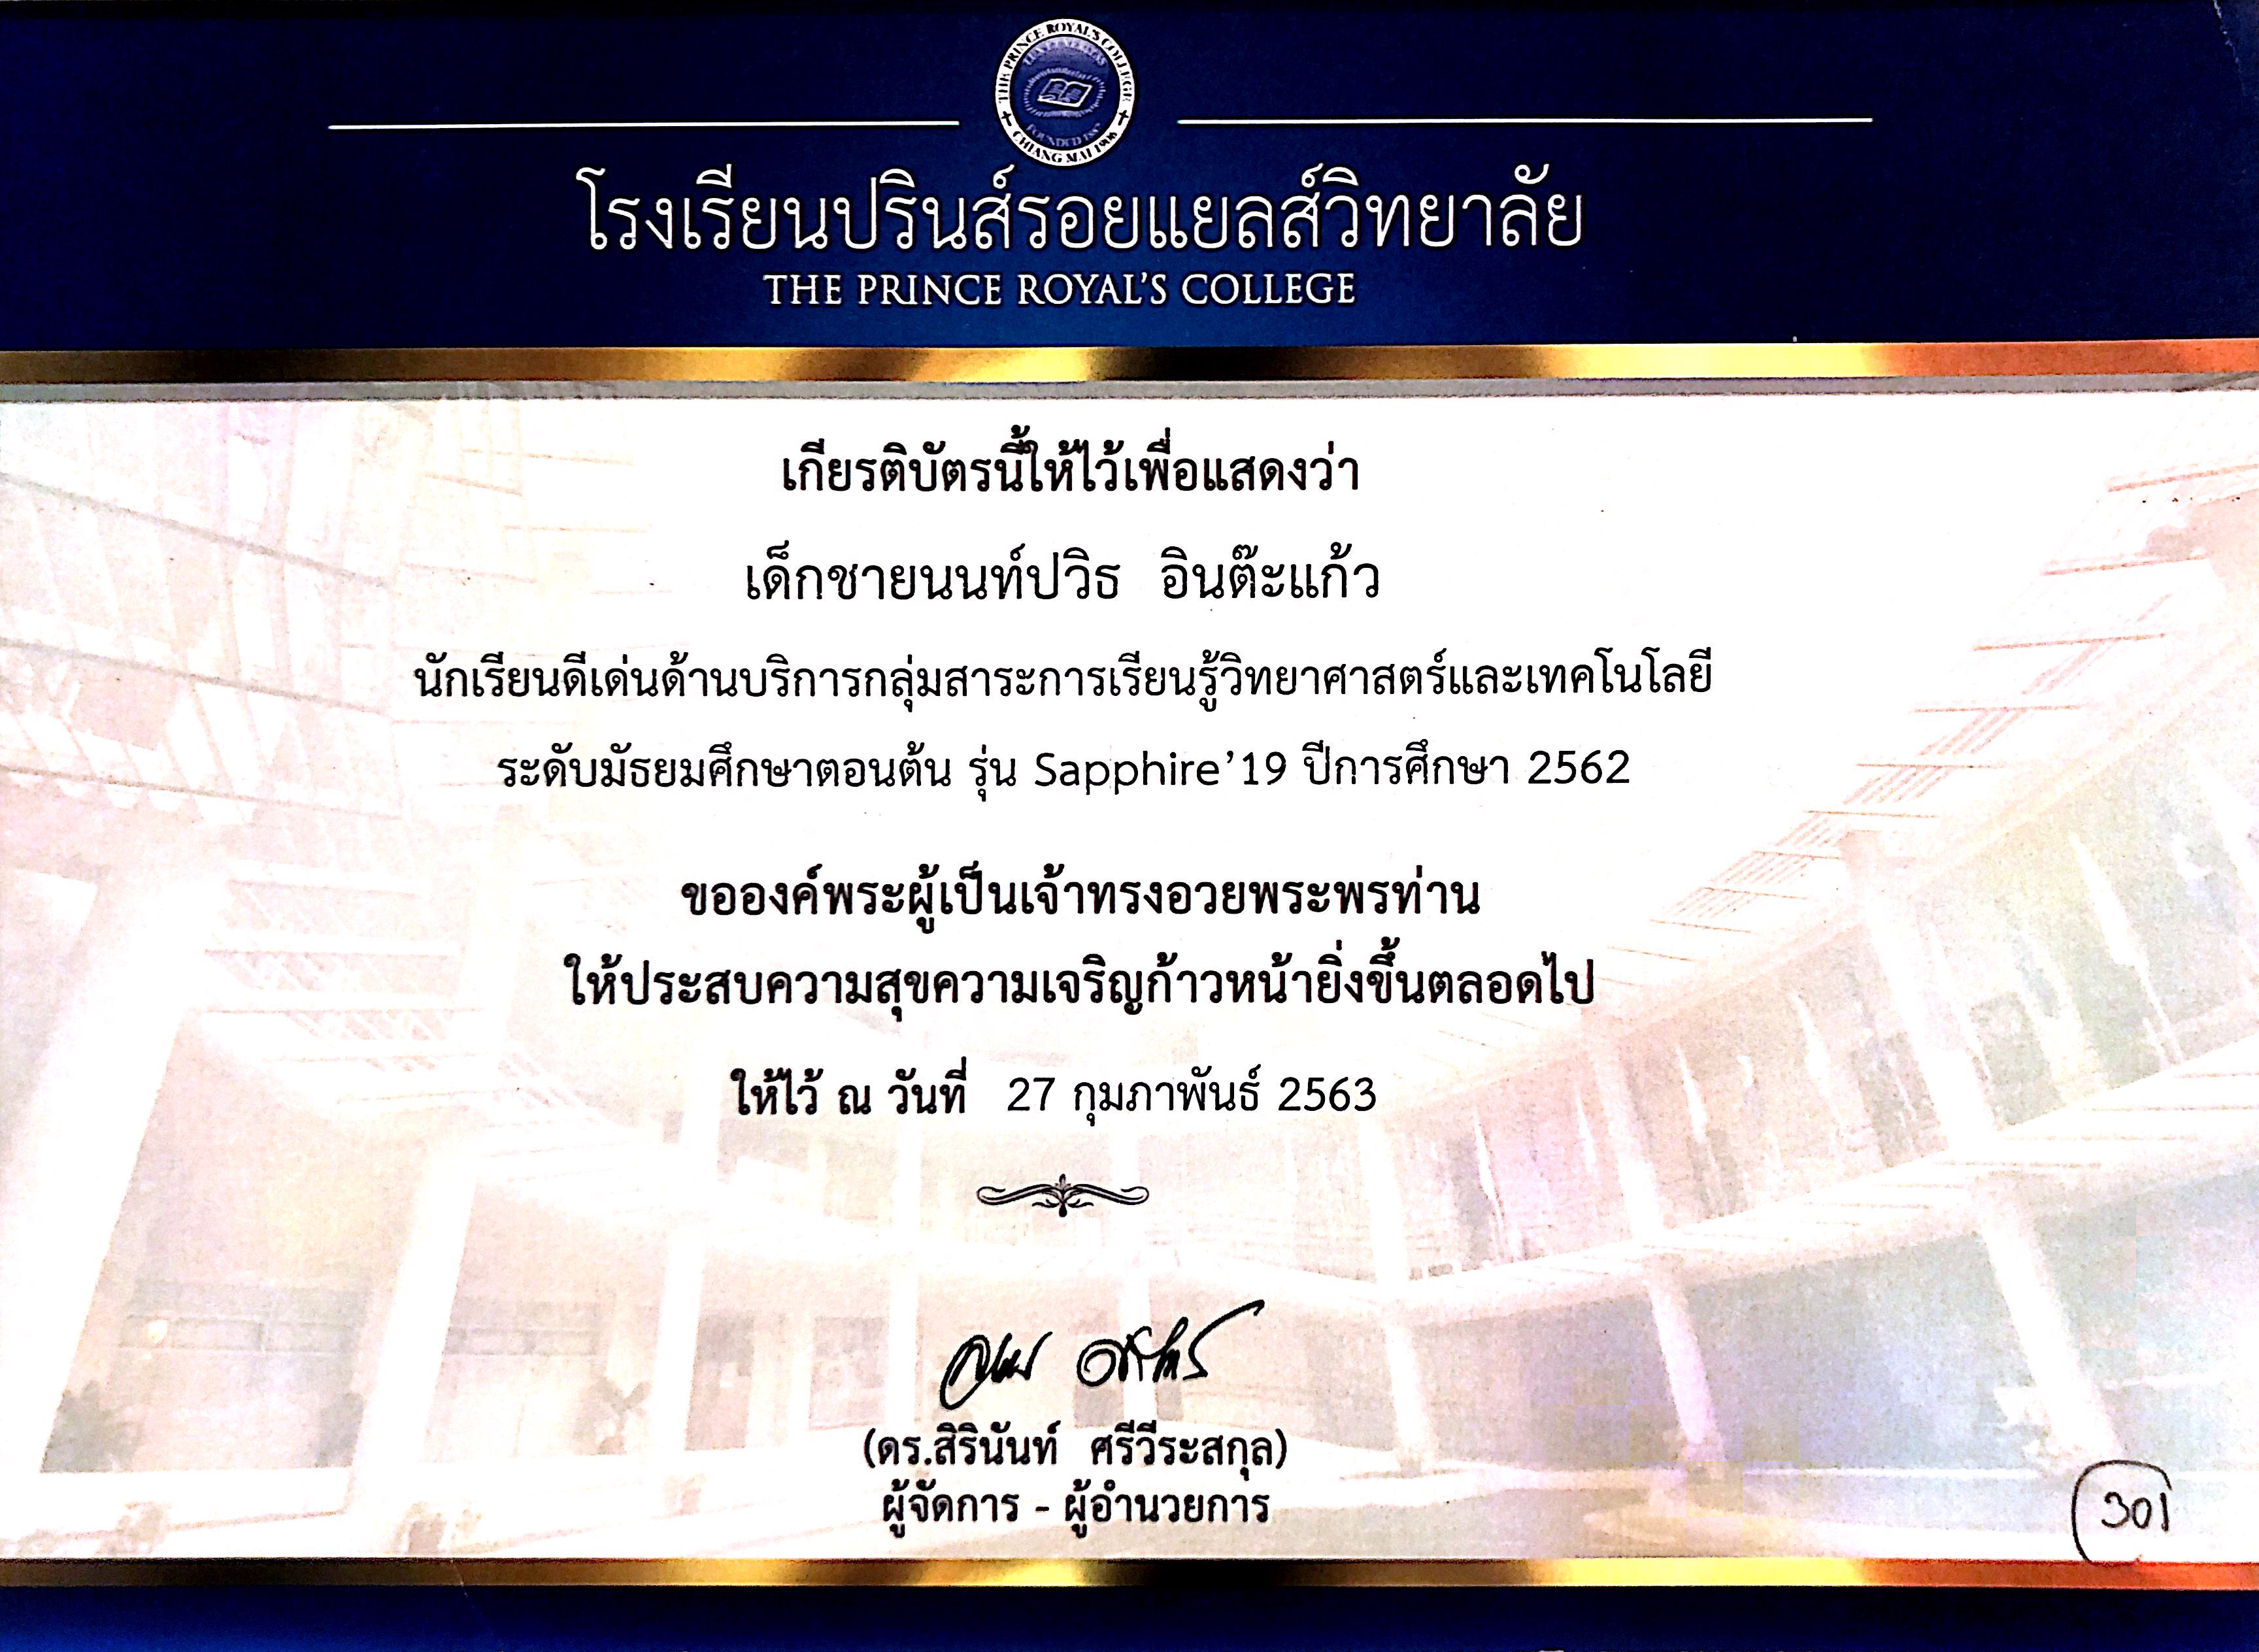 THE PRINCE ROYAL'S COLLEGE
CHIANG MAI 1906
โรงเรียนปรินส์รอยแยลส์วิทยาลัย
THE PRINCE ROYAL'S COLLEGE
เกียรติบัตรนี้ให้ไว้เพื่อแสดงว่า
เด็กชายนนท์ปวิธ อินต๊ะแก้ว
นักเรียนดีเด่นด้านบริการกลุ่มสาระการเรียนรู้วิทยาศาสตร์และเทคโนโลยี
ระดับมัธยมศึกษาตอนต้น รุ่น Sapphire’19 ปีการศึกษา 2562
ขอองค์พระผู้เป็นเจ้าทรงอวยพระพรท่าน
ให้ประสบความสุขความเจริญก้าวหน้ายิ่งขึ้นตลอดไป
ให้ไว้ ณ วันที่ 27 กุมภาพันธ์ 2563
(ดร.สิรินันท์ ศรีวีระสกุล)
ผู้จัดการ - ผู้อำนวยการ
301